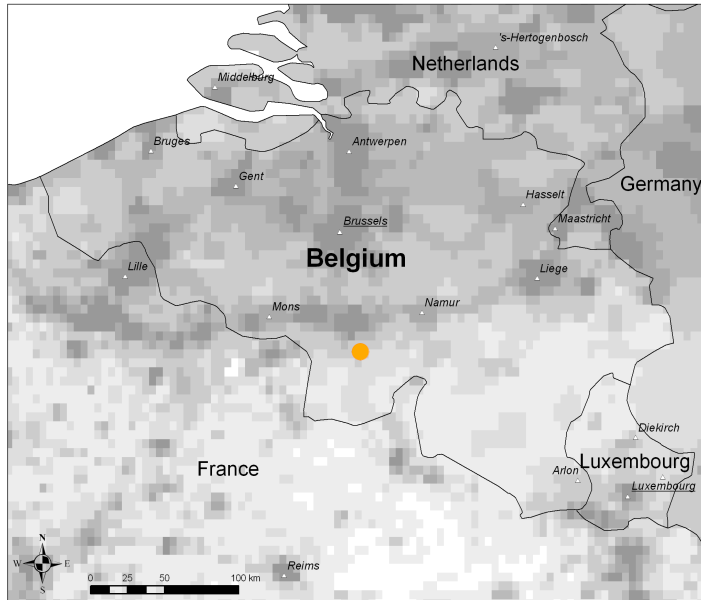 's-Hertogenbosch
Netherlands
Middelburg
Bruges
Antwerpen
Gent
Germany
Hasselt
Maastricht
Brussels
Belgium
Lille
Liege
Namur
Mons
Diekirch
France
Arlon
Luxembourg
Luxembourg
N
W E
S
Reims
0 25 50 100 km